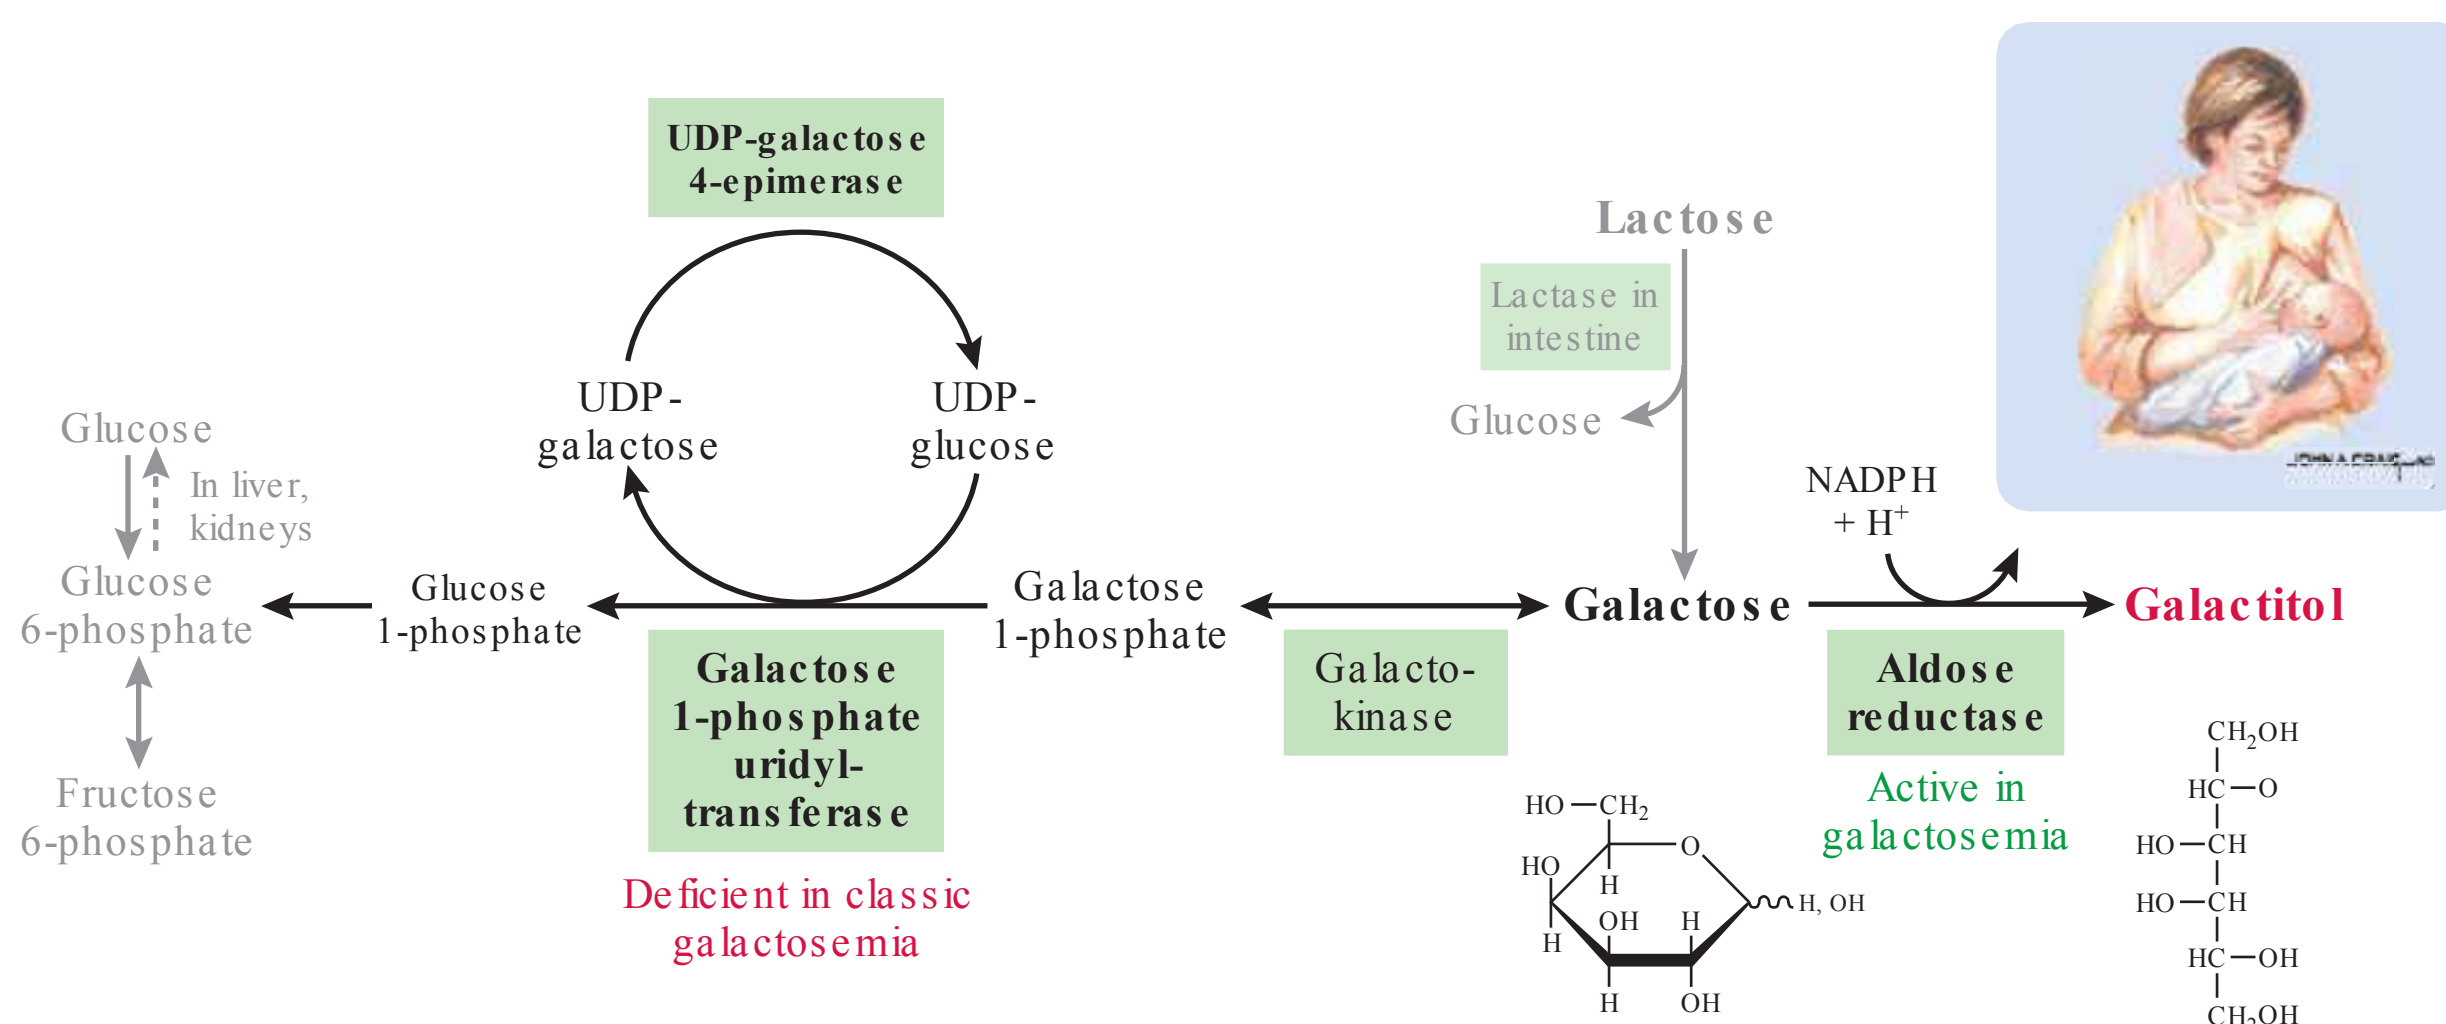 UDP-galactose
4-epimerase
Lactose
Lactase in
intestine
Glucose
UDP-
galactose
UDP-
glucose
Glucose
In liver,
kidneys
NADPH
+ H+
Glucose
6-phosphate
Glucose
1-phosphate
Galactose
1-phosphate
Galactose
Galactitol
Galactose
1-phosphate
uridyl-
transferase
Galacto-
kinase
Aldose
reductase
Fructose
6-phosphate
Deficient in classic
galactosemia
Active in
galactosemia
HO CH2
O
HO
H
OH
H
H, OH
H
H
OH
CH2OH
HC O
HO CH
HO CH
HC OH
CH2OH